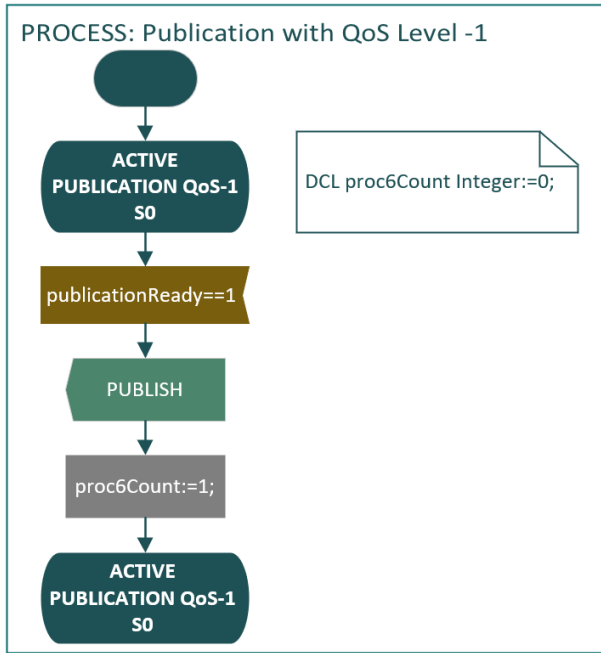 PROCESS: Publication with QoS Level -1
ACTIVE
PUBLICATION QoS-1
S0
DCL proc6Count Integer:=0;
publicationReady==1
PUBLISH
proc6Count:=1;
ACTIVE
PUBLICATION QoS-1
S0